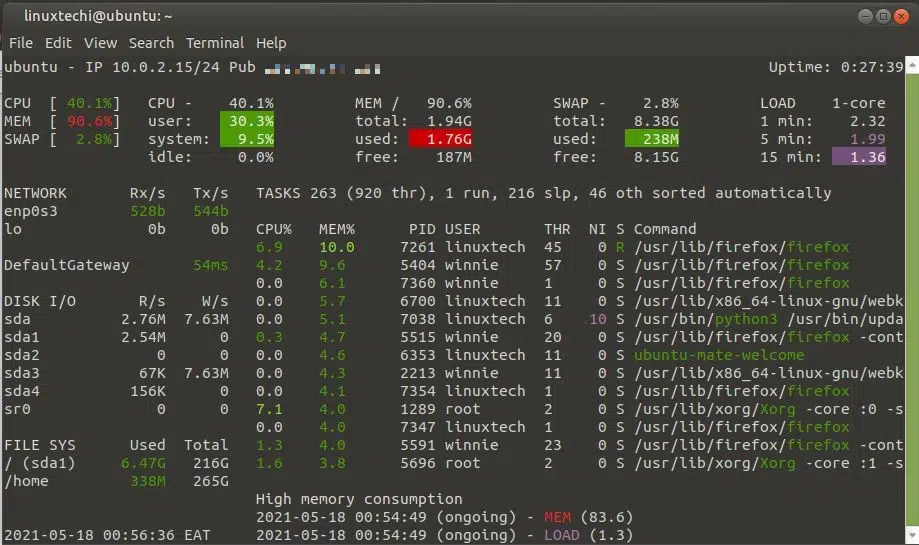 linuxtechi@ubuntu: ~
File Edit View Search Terminal Help
ubuntu - IP 10.0.2.15/24 Pub Uptime: 0:27:39
CPU [ 40.1%] CPU - 40.1% MEM / 90.6% SWAP - 2.8% LOAD 1-core
MEM [ 90.6%] user: 30.3% total: 1.94G total: 8.38G 1 min: 2.32
SWAP [ 2.8%] system: 9.5% used: 1.76G used: 238M 5 min: 1.99
idle: 0.0% free: 187M free: 8.15G 15 min: 1.36
NETWORK Rx/s Tx/s TASKS 263 (920 thr), 1 run, 216 slp, 46 oth sorted automatically
enp0s3 528b 544b
lo 0b 0b CPU% MEM% PID USER THR NI S Command
6.9 10.0 7261 linuxtech 45 0 R /usr/lib/firefox/firefox
DefaultGateway 54ms 4.2 9.6 5404 winnie 57 0 S /usr/lib/firefox/firefox
0.0 6.1 7360 winnie 1 0 S /usr/lib/firefox/firefox
DISK I/O R/s W/s 0.0 5.7 6700 linuxtech 11 0 S /usr/lib/x86_64-linux-gnu/webk
sda 2.76M 7.63M 0.0 5.1 7038 linuxtech 6 10 S /usr/bin/python3 /usr/bin/upda
sda1 2.54M 0 0.3 4.7 5515 winnie 20 0 S /usr/lib/firefox/firefox -cont
sda2 0 0 0.0 4.6 6353 linuxtech 11 0 S ubuntu-mate-welcome
sda3 67K 7.63M 0.0 4.3 2213 winnie 11 0 S /usr/lib/x86_64-linux-gnu/webk
sda4 156K 0 0.0 4.1 7354 linuxtech 1 0 S /usr/lib/firefox/firefox
sr0 0 0 7.1 4.0 1289 root 2 0 S /usr/lib/xorg/Xorg -core :0 -s
0.0 4.0 7347 linuxtech 1 0 S /usr/lib/firefox/firefox
FILE SYS Used Total 1.3 4.0 5591 winnie 23 0 S /usr/lib/firefox/firefox -cont
/ (sda1) 6.47G 216G 1.6 3.8 5696 root 2 0 S /usr/lib/xorg/Xorg -core :1 -s
/home 338M 265G
High memory consumption
2021-05-18 00:54:49 (ongoing) - MEM (83.6)
2021-05-18 00:56:36 EAT 2021-05-18 00:54:49 (ongoing) - LOAD (1.3)